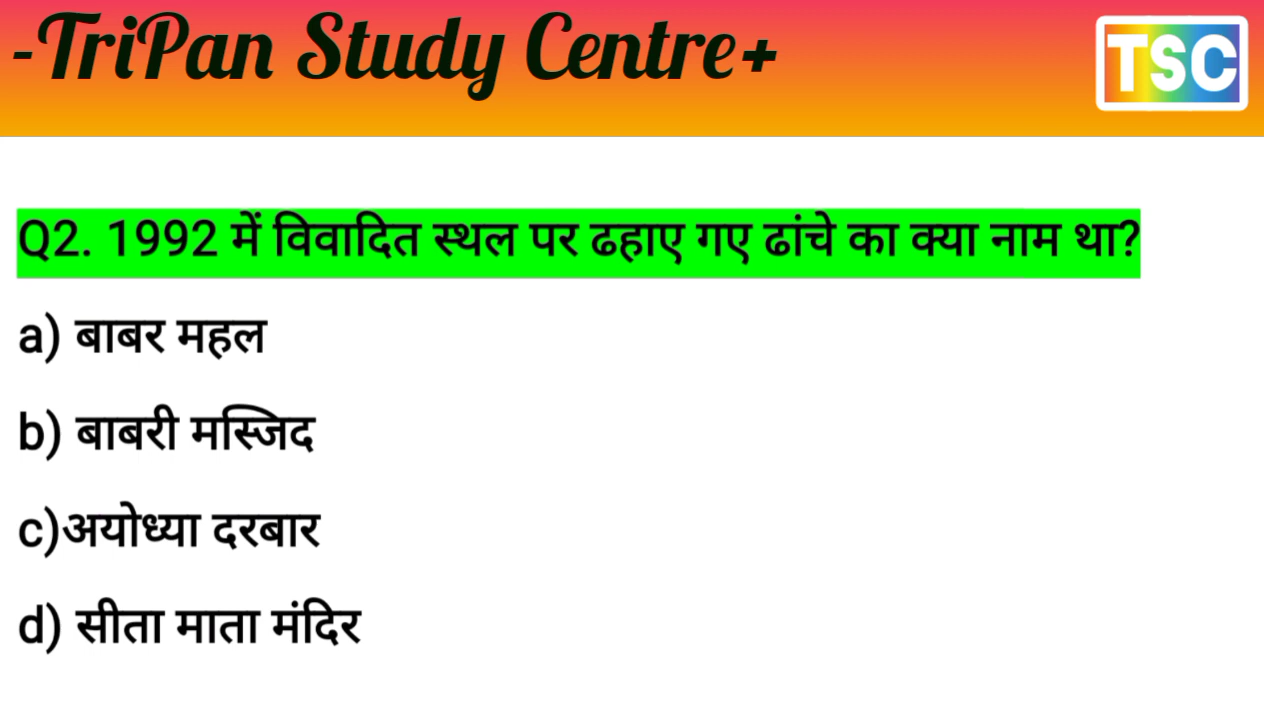 -TriPan Study Centre+
TSC
Q2. 1992 में विवादित स्थल पर ढहाए गए ढांचे का क्या नाम था?
a) बाबर महल
b) बाबरी मस्जिद
c)अयोध्या दरबार
d) सीता माता मंदिर